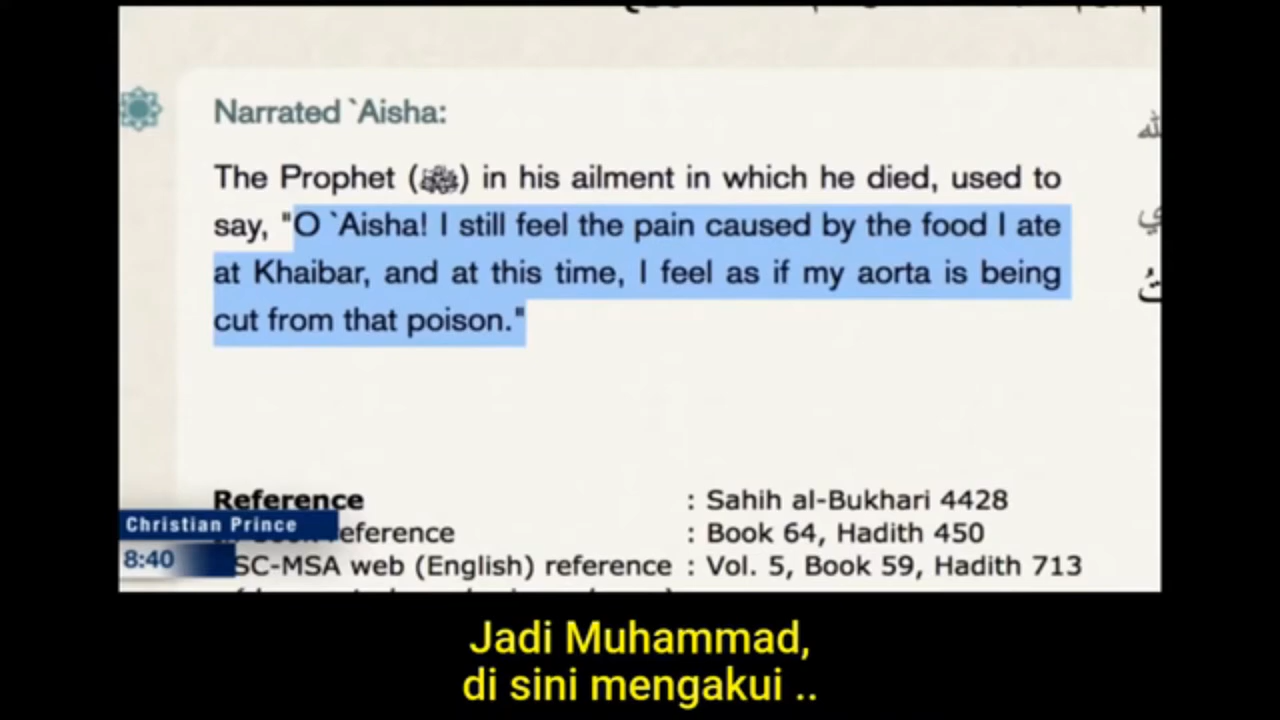 Narrated `Aisha:
The Prophet (ﷺ) in his ailment in which he died, used to
say, "O `Aisha! I still feel the pain caused by the food I ate
at Khaibar, and at this time, I feel as if my aorta is being
cut from that poison."
Reference : Sahih al-Bukhari 4428
Christian Prince
reference : Book 64, Hadith 450
8:40
SC-MSA web (English) reference : Vol. 5, Book 59, Hadith 713
Jadi Muhammad,
di sini mengakui ..